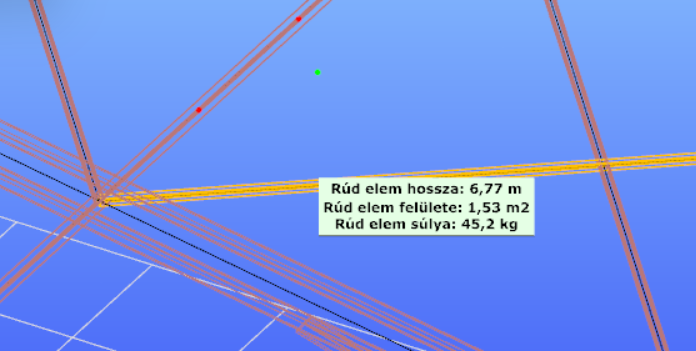 Rúd elem hossza: 6,77 m
Rúd elem felülete: 1,53 m2
Rúd elem súlya: 45,2 kg